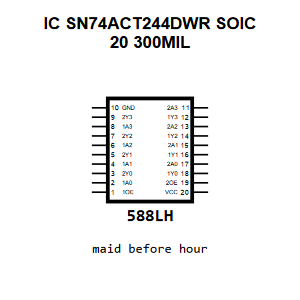 IC SN74ACT244DWR SOIC
20 300MIL
10 GND 2A3 11
9 2Y3 1Y3 12
8 1A3 2A2 13
7 2Y2 1Y2 14
6 1A2 2A1 15
5 2Y1 1Y1 16
4 1A1 2A0 17
3 2Y0 1Y0 18
2 1A0 2OE 19
1 1OE VCC 20
588LH
maid before hour